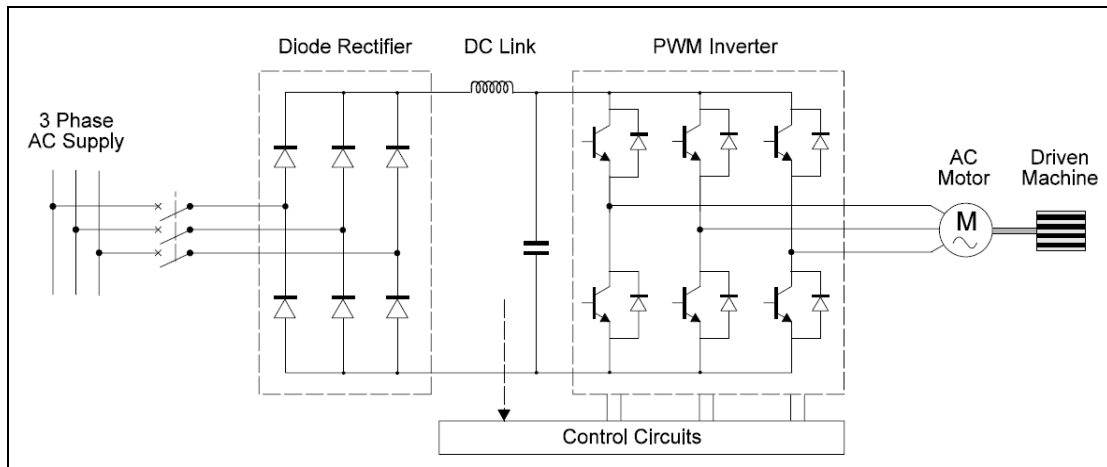 Diode Rectifier
DC Link
PWM Inverter
3 Phase
AC Supply
AC
Motor
Driven
Machine
M
Control Circuits